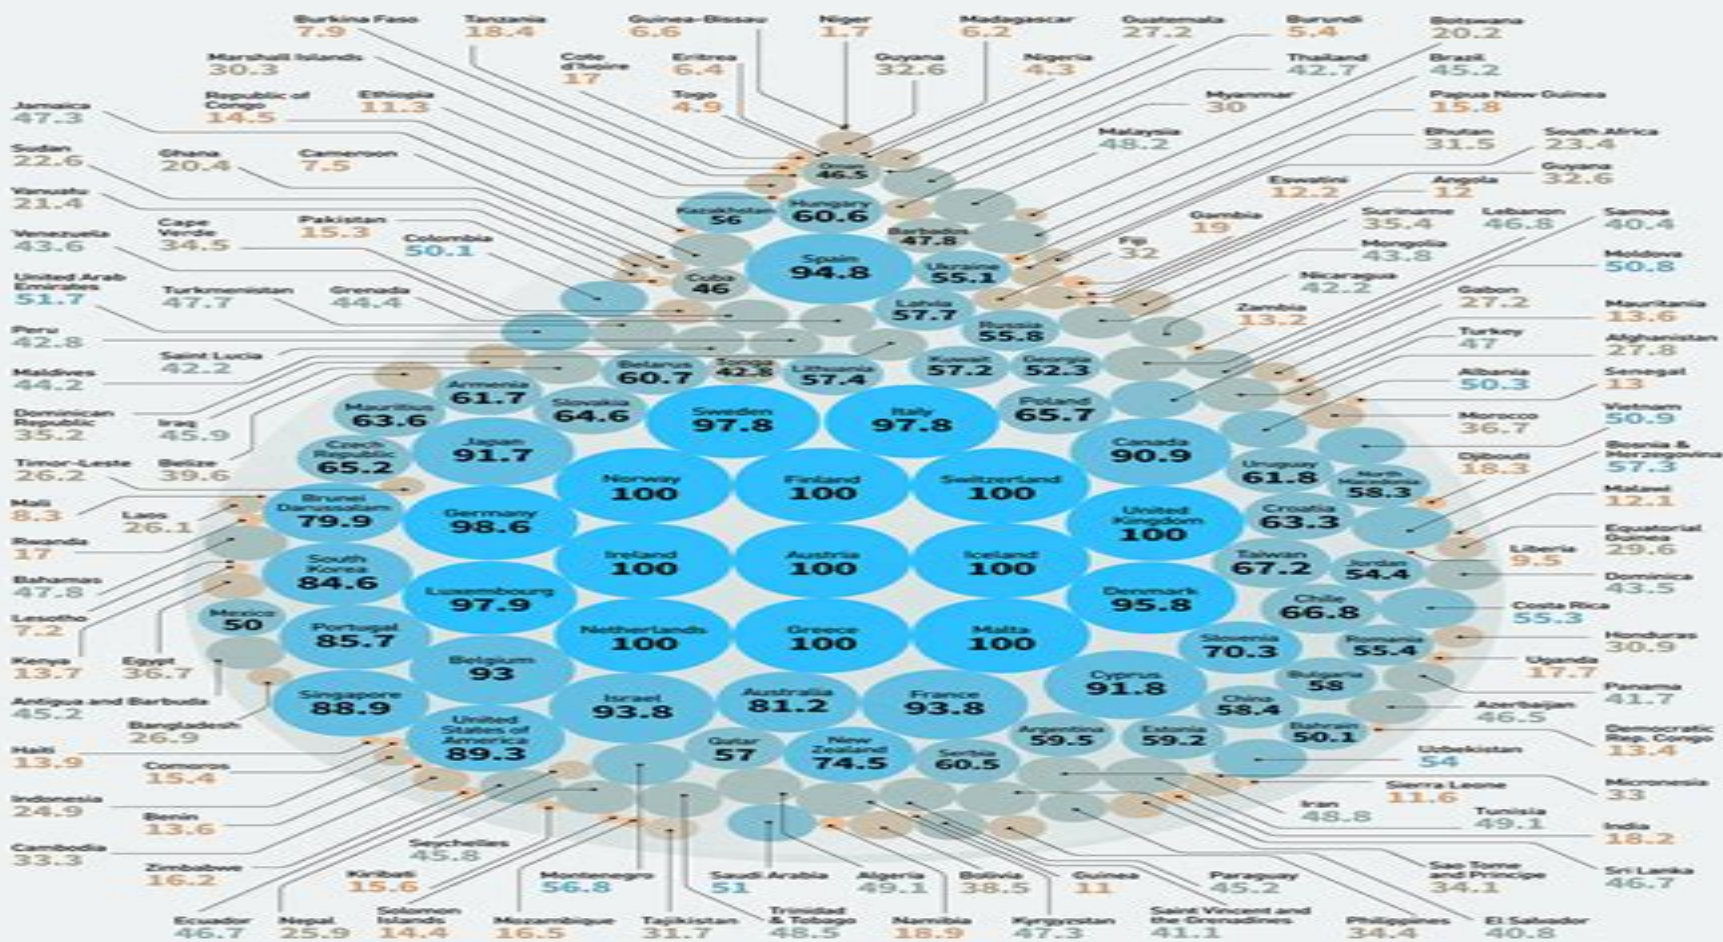 Burkina Faso
7.9
Tanzania
18.4
Guinea-Bissau
6.6
Niger
1.7
Madagascar
6.2
Guatemala
27.2
Burundi
5.4
Botswana
20.2
Marshall Islands
30.3
Cote
d'Ivoire
17
Eritrea
6.4
Guyana
32.6
Nigeria
4.3
Thailand
42.7
Brazil
45.2
Jamaica
47.3
Republic of
Congo
14.5
Ethiopia
11.3
Togo
4.9
Myanmar
30
Papua New Guinea
15.8
Malaysia
48.2
Bhutan
31.5
South Africa
23.4
Sudan
22.6
Ghana
20.4
Cameroon
7.5
Oman
46.5
Eswatini
12.2
Angola
12
Guyana
32.6
Vanuatu
21.4
Cape
Verde
34.5
Pakistan
15.3
Kazakhstan
56
Hungary
60.6
Gambia
19
Suriname
35.4
Lebanon
46.8
Samoa
40.4
Venezuela
43.6
Colombia
50.1
Barbados
47.8
Fiji
32
Mongolia
43.8
Moldova
50.8
United Arab
Emirates
51.7
Turkmenistan
47.7
Grenada
44.4
Cuba
46
Spain
94.8
Ukraine
55.1
Nicaragua
42.2
Gabon
27.2
Mauritania
13.6
Peru
42.8
Latvia
57.7
Russia
55.8
Zambia
13.2
Turkey
47
Afghanistan
27.8
Maldives
44.2
Saint Lucia
42.2
Belarus
60.7
Tonga
42.8
Lithuania
57.4
Kuwait
57.2
Georgia
52.3
Albania
50.3
Senegal
13
Dominican
Republic
35.2
Iraq
45.9
Mauritius
63.6
Armenia
61.7
Slovakia
64.6
Sweden
97.8
Italy
97.8
Poland
65.7
Morocco
36.7
Vietnam
50.9
Timor-Leste
26.2
Belize
39.6
Czech
Republic
65.2
Japan
91.7
Canada
90.9
Uruguay
61.8
North
Macedonia
58.3
Djibouti
18.3
Bosnia &
Herzegovina
57.3
Mali
8.3
Laos
26.1
Brunei
Darussalam
79.9
Germany
98.6
Norway
100
Finland
100
Switzerland
100
United
Kingdom
100
Croatia
63.3
Malawi
12.1
Rwanda
17
South
Korea
84.6
Ireland
100
Austria
100
Iceland
100
Taiwan
67.2
Jordan
54.4
Liberia
9.5
Equatorial
Guinea
29.6
Bahamas
47.8
Luxembourg
97.9
Denmark
95.8
Chile
66.8
Dominica
43.5
Lesotho
7.2
Mexico
50
Portugal
85.7
Netherlands
100
Greece
100
Malta
100
Slovenia
70.3
Romania
55.4
Costa Rica
55.3
Honduras
30.9
Kenya
13.7
Egypt
36.7
Belgium
93
Cyprus
91.8
Bulgaria
58
Uganda
17.7
Antigua and Barbuda
45.2
Bangladesh
26.9
Singapore
88.9
Israel
93.8
Australia
81.2
France
93.8
China
58.4
Azerbaijan
46.5
Panama
41.7
Haiti
13.9
Comoros
15.4
United
States of
America
89.3
Qatar
57
New
Zealand
74.5
Serbia
60.5
Argentina
59.5
Estonia
59.2
Bahrain
50.1
Uzbekistan
54
Democratic
Rep. Congo
13.4
Indonesia
24.9
Benin
13.6
Iran
48.8
Sierra Leone
11.6
Micronesia
33
Cambodia
33.3
Zimbabwe
16.2
Seychelles
45.8
Tunisia
49.1
India
18.2
Kiribati
15.6
Montenegro
56.8
Saudi Arabia
51
Algeria
49.1
Bolivia
38.5
Guinea
11
Paraguay
45.2
Sao Tome
and Principe
34.1
Sri Lanka
46.7
Ecuador
46.7
Nepal
25.9
Solomon
Islands
14.4
Mozambique
16.5
Tajikistan
31.7
Trinidad
& Tobago
48.5
Namibia
18.9
Kyrgyzstan
47.3
Saint Vincent and
the Grenadines
41.1
Philippines
34.4
El Salvador
40.8